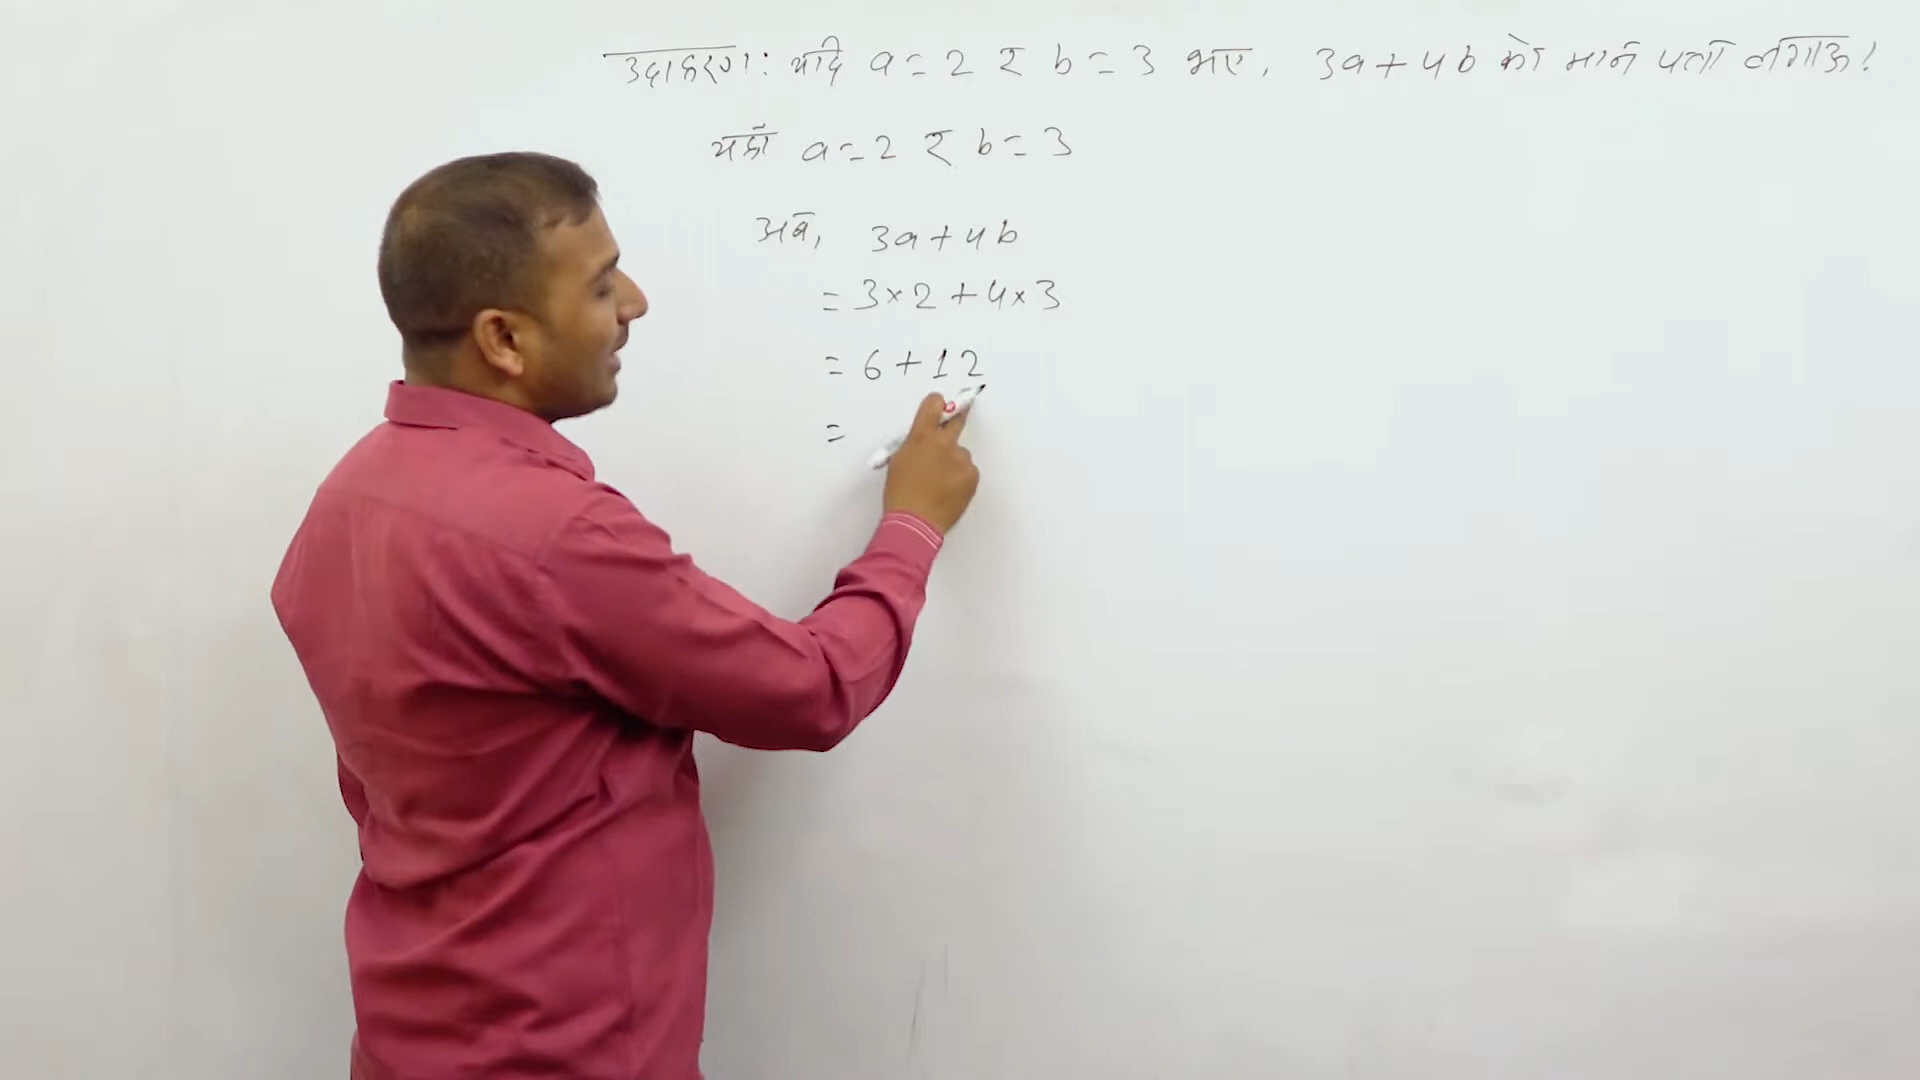 उदाहरण: यदि a = 2 र b = 3 भए, 3a + 4b को मान पत्ता लगाऊ।
यहाँ a = 2 र b = 3
अब, 3a + 4b
= 3 × 2 + 4 × 3
= 6 + 12
=